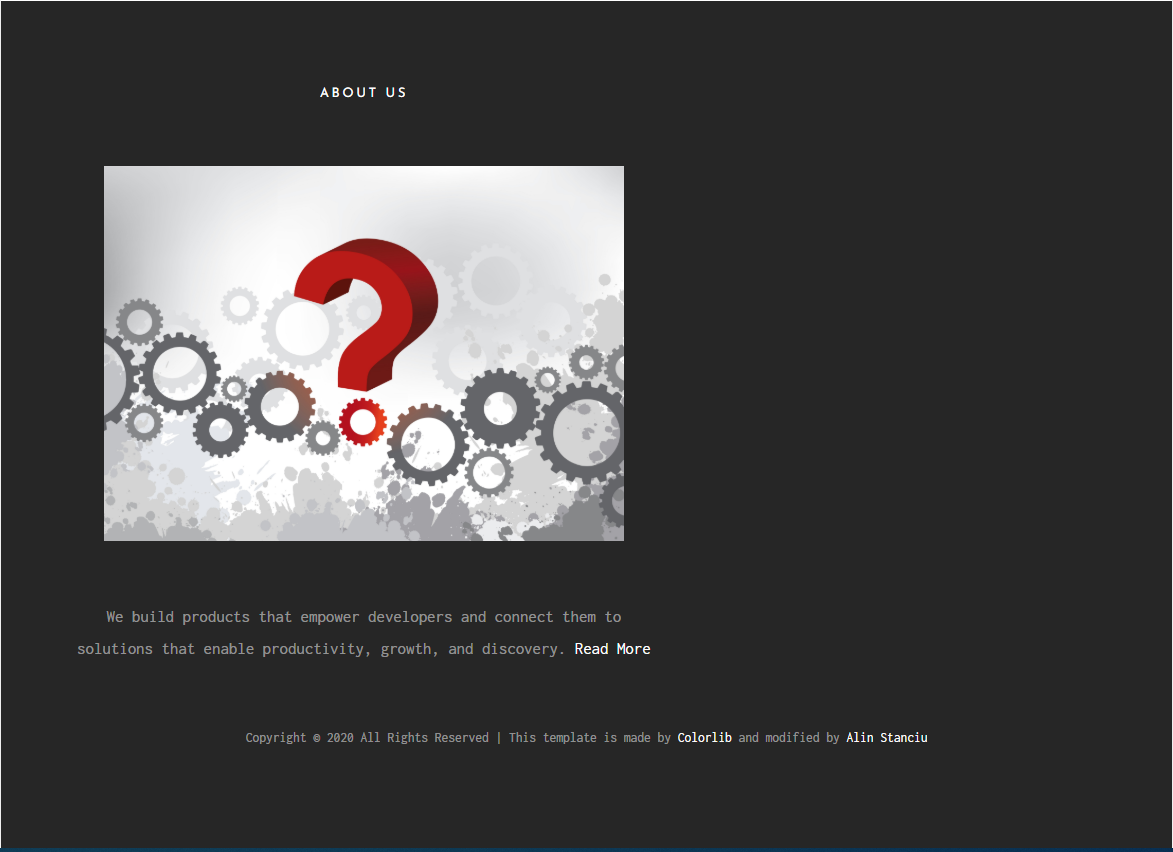 ABOUT US
We build products that empower developers and connect them to
solutions that enable productivity, growth, and discovery. Read More
Copyright © 2020 All Rights Reserved | This template is made by Colorlib and modified by Alin Stanciu